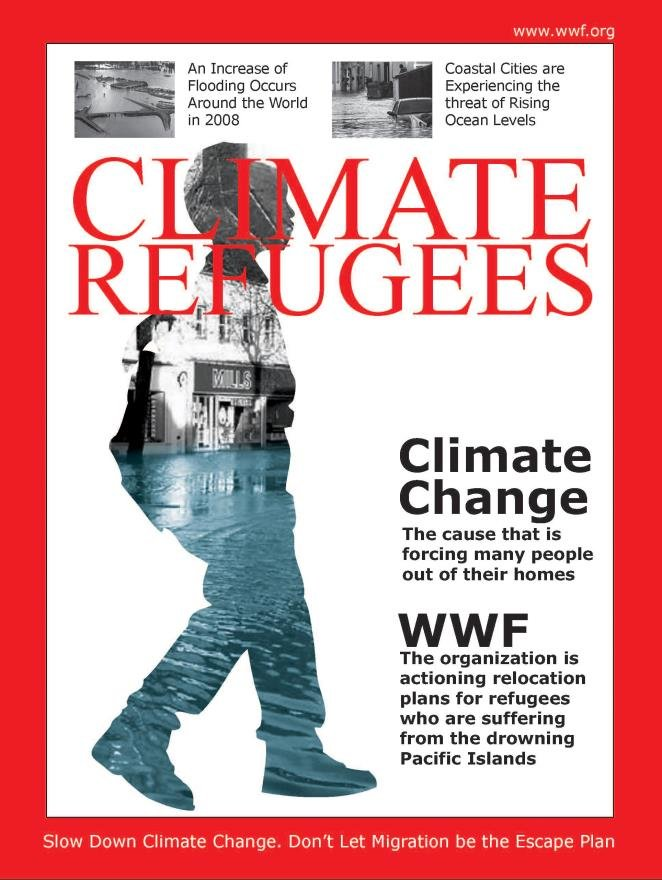 www.wwf.org
An Increase of
Flooding Occurs
Around the World
in 2008
Coastal Cities are
Experiencing the
threat of Rising
Ocean Levels
CLIMATE
REFUGEES
MILLS
Climate
Change
The cause that is
forcing many people
out of their homes
WWF
The organization is
actioning relocation
plans for refugees
who are suffering
from the drowning
Pacific Islands
Slow Down Climate Change. Don't Let Migration be the Escape Plan